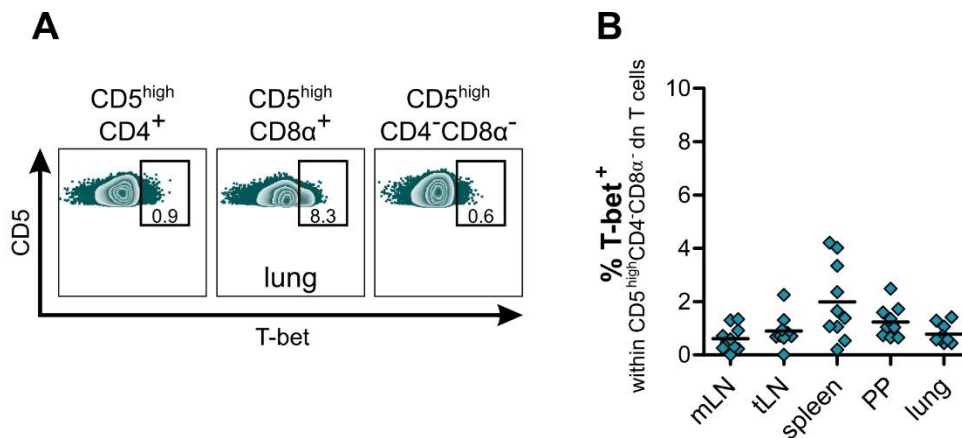 A
CD5high
CD4+
CD5high
CD8α+
CD5high
CD4-CD8α-
0.9
8.3
0.6
lung
CD5
T-bet
B
% T-bet+
within CD5highCD4-CD8α- dn T cells
10
8
6
4
2
0
mLN
tLN
spleen
PP
lung